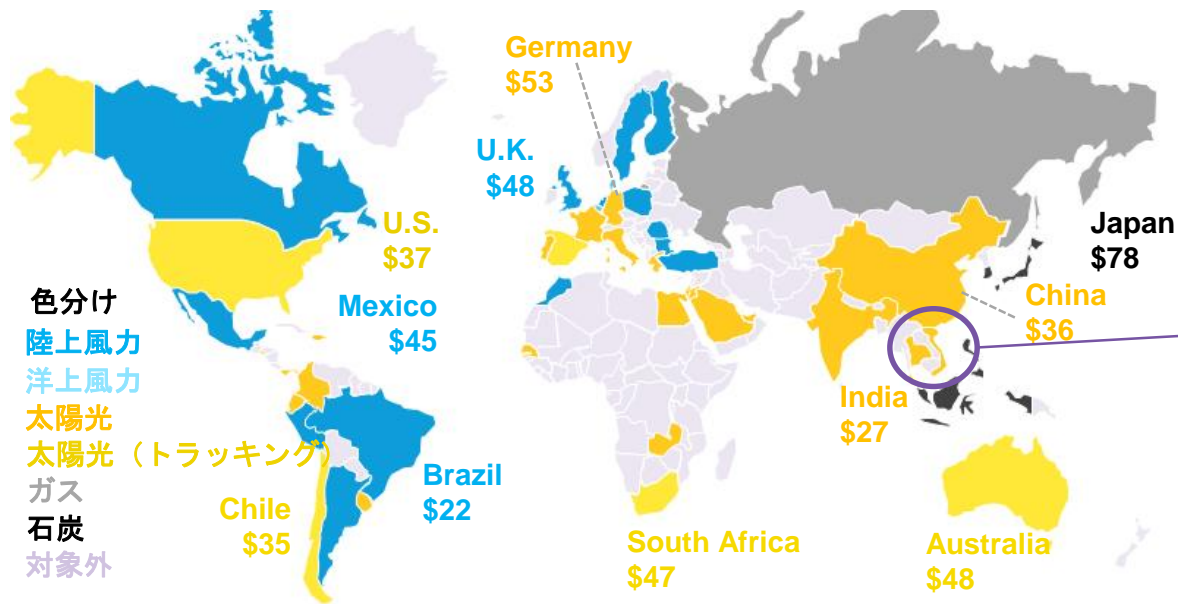 Germany
$53
U.K.
$48
U.S.
$37
Japan
$78
China
$36
Mexico
$45
India
$27
Brazil
$22
Chile
$35
South Africa
$47
Australia
$48
色分け
陸上風力
洋上風力
太陽光
太陽光（トラッキング）
ガス
石炭
対象外